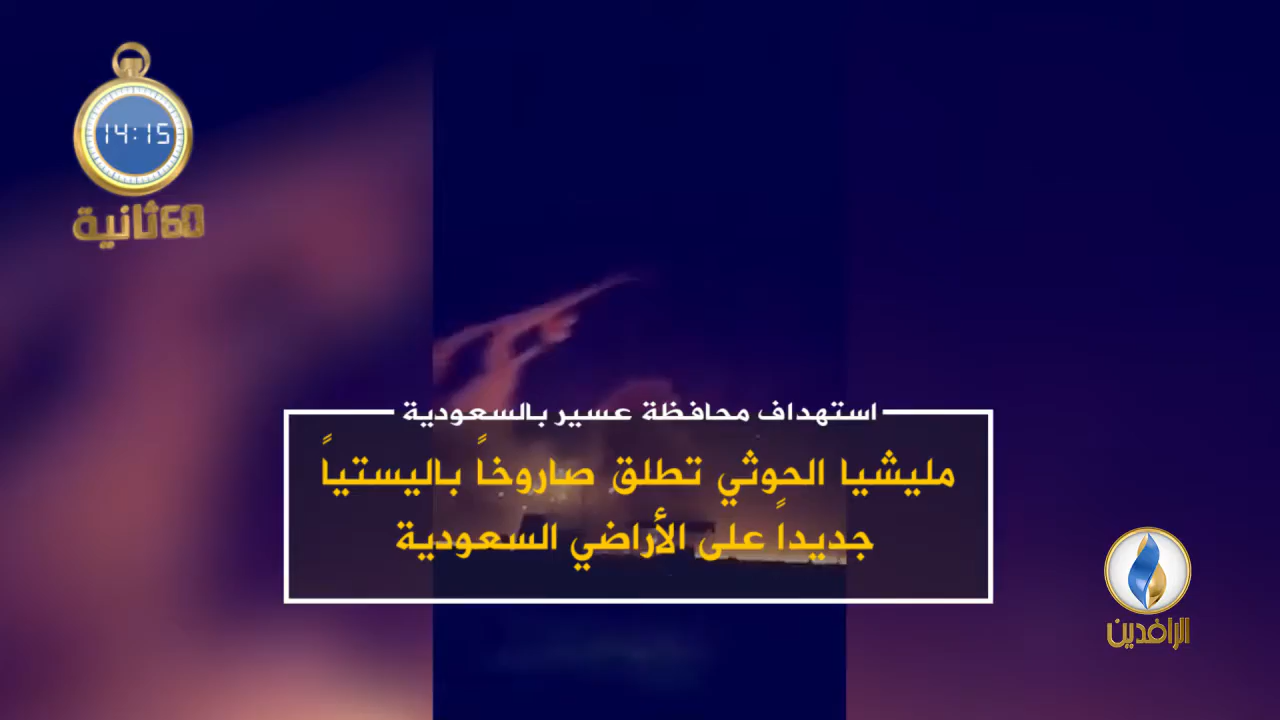 14:15
60ثانية
استهداف محافظة عسير بالسعودية
مليشيا الحوثي تطلق صاروخاً باليستياً
جديداً على الأراضي السعودية
الرافدين